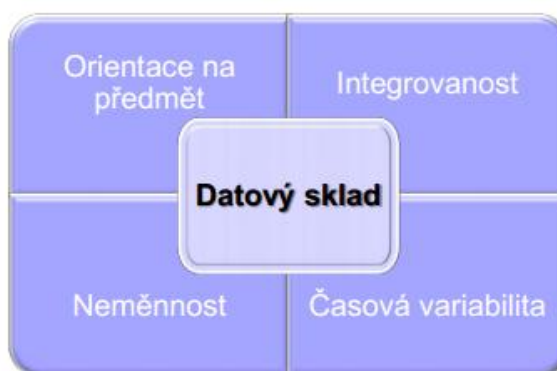 Orientace na
předmět
Integrovanost
Datový sklad
Neměnnost
Časová variabilita